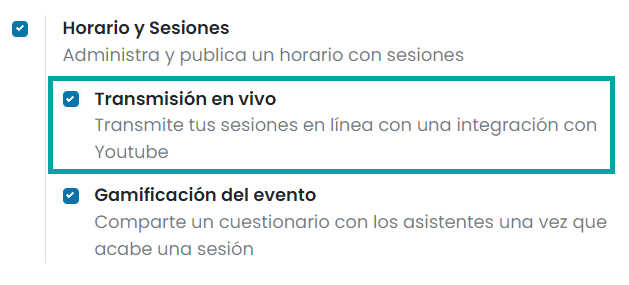 Horario y Sesiones
Administra y publica un horario con sesiones
Transmisión en vivo
Transmite tus sesiones en línea con una integración con
Youtube
Gamificación del evento
Comparte un cuestionario con los asistentes una vez que
acabe una sesión